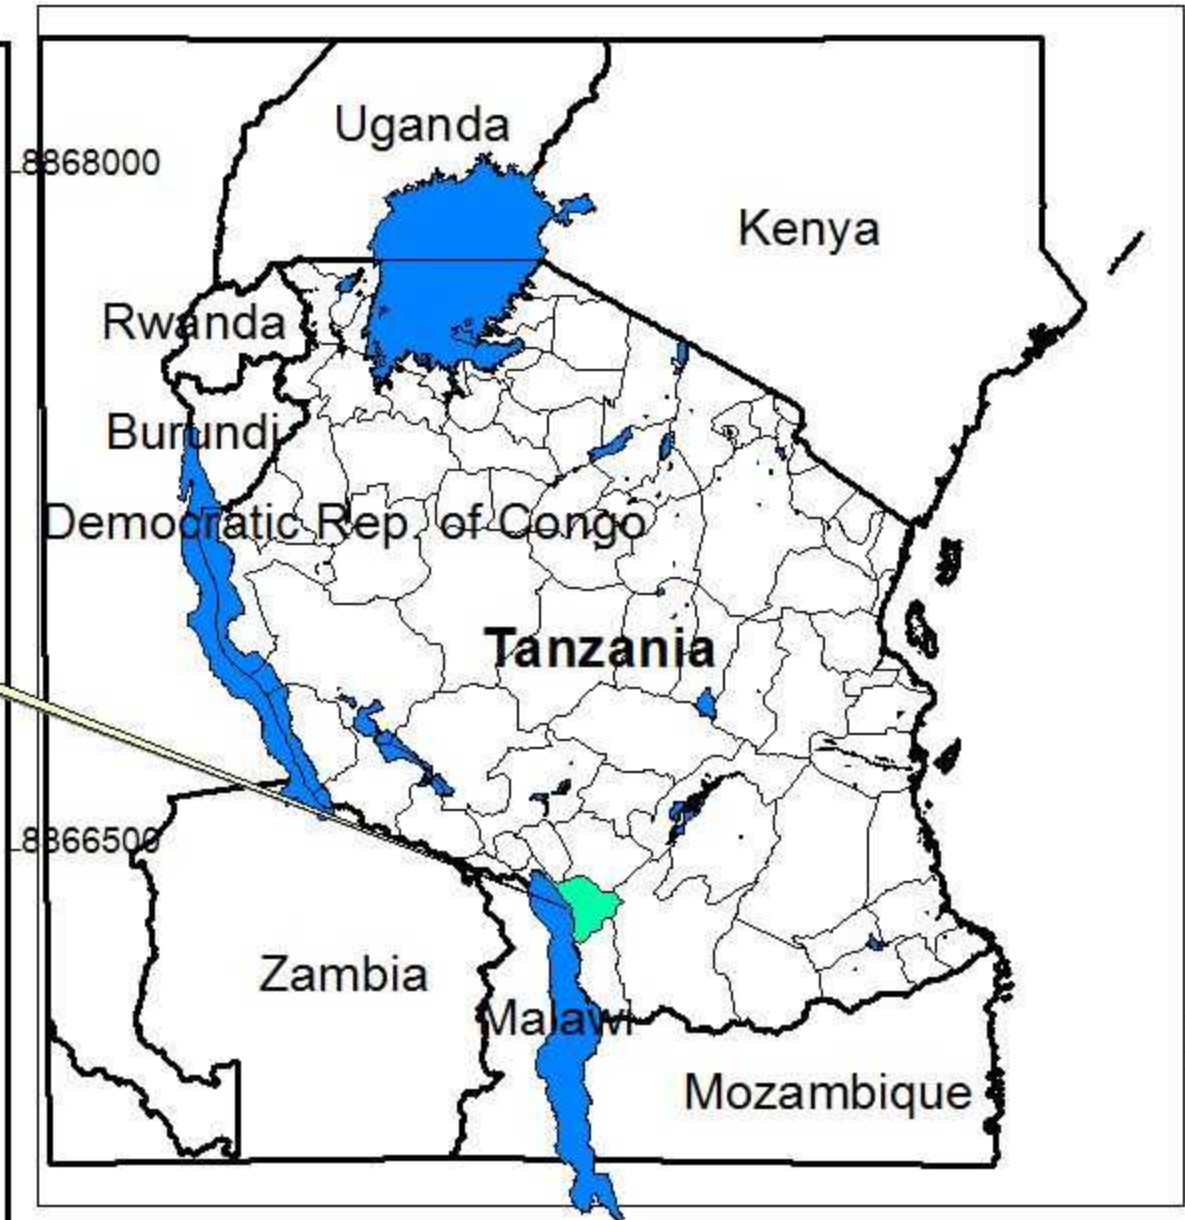 Uganda
8868000
Kenya
Rwanda
Burundi
Democratic Rep. of Congo
Tanzania
8866500
Zambia
Malawi
Mozambique